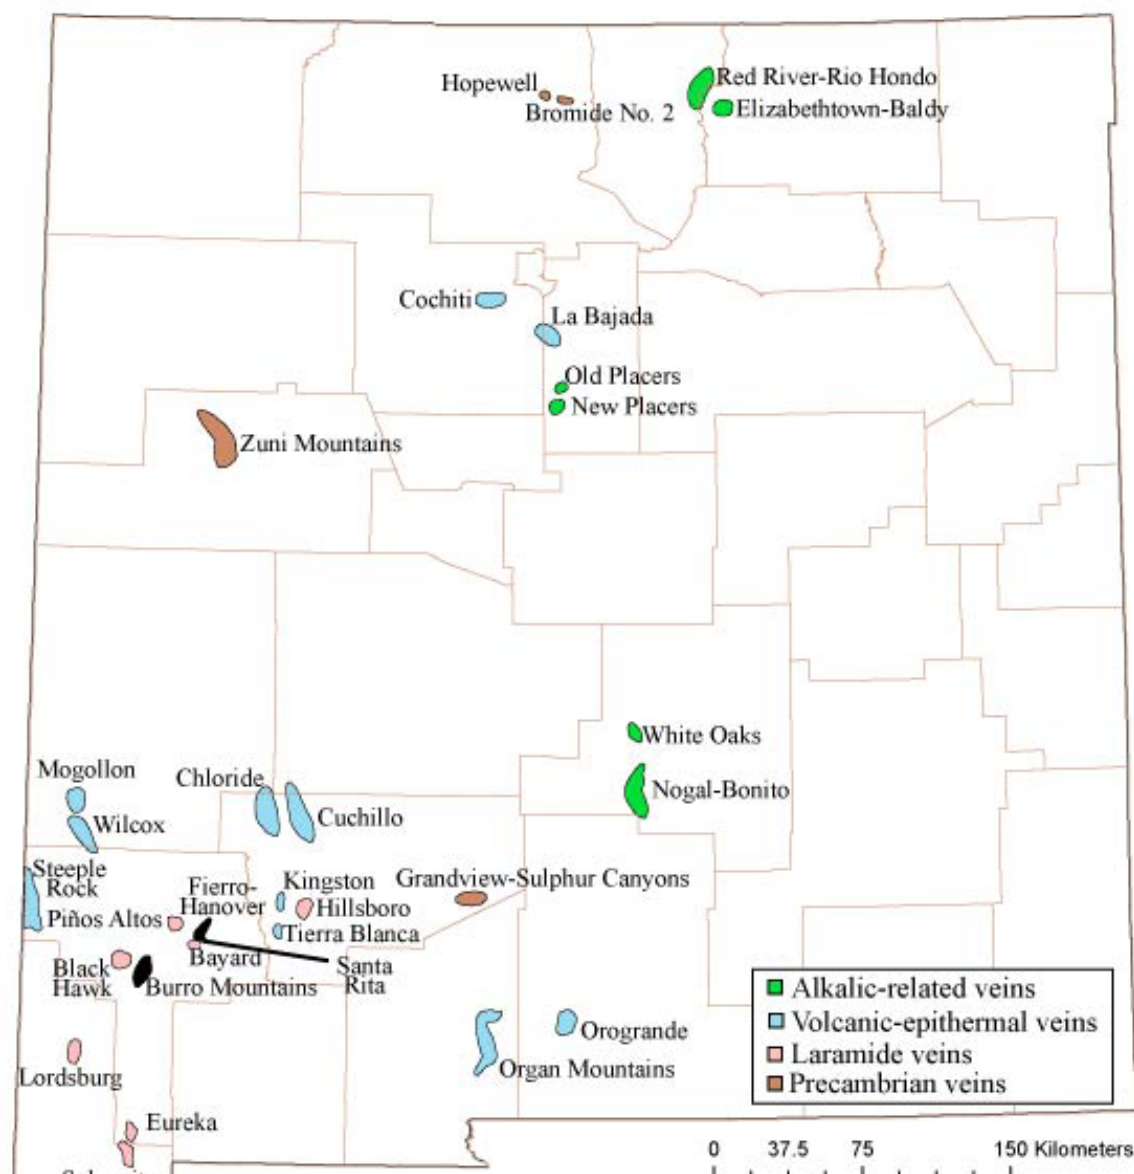 Hopewell
Bromide No. 2
Red River-Rio Hondo
Elizabethtown-Baldy
Cochiti
La Bajada
Old Placers
New Placers
Zuni Mountains
White Oaks
Nogal-Bonito
Mogollon
Wilcox
Chloride
Cuchillo
Steeple
Rock
Fierro-
Hanover
Kingston
Hillsboro
Grandview-Sulphur Canyons
Piños Altos
Tierra Blanca
Bayard
Santa
Rita
Black
Hawk
Burro Mountains
Orogrande
Organ Mountains
Lordsburg
Eureka
Alkalic-related veins
Volcanic-epithermal veins
Laramide veins
Precambrian veins
0 37.5 75 150 Kilometers